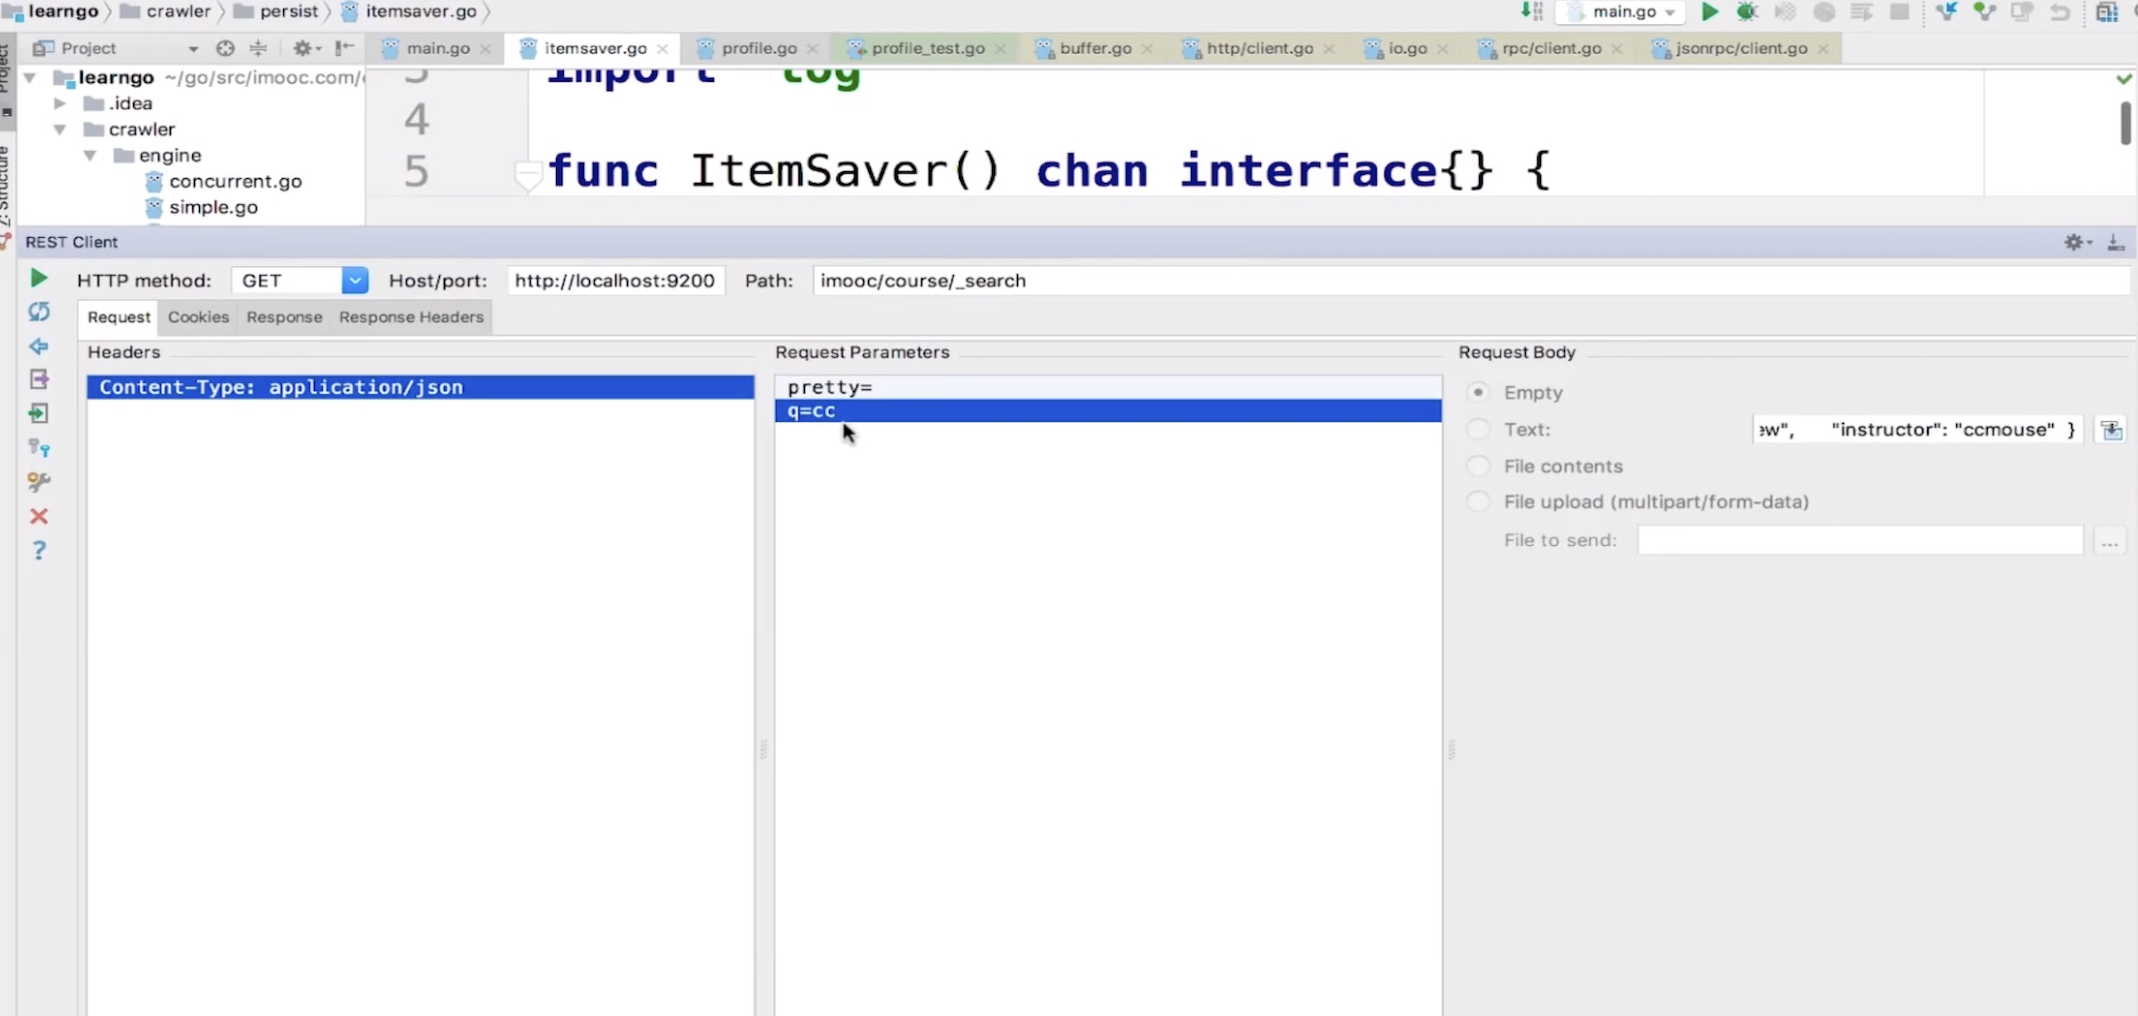 learngo crawler persist itemsaver.go main.go
Project main.go itemsaver.go profile.go profile_test.go buffer.go http/client.go io.go rpc/client.go jsonrpc/client.go
Project
Z: Structure
learngo ~/go/src/imooc.com/
.idea
crawler
engine
concurrent.go
simple.go
3 import "log
4
5 func ItemSaver() chan interface{} {
REST Client
HTTP method: GET Host/port: http://localhost:9200 Path: imooc/course/_search
Request Cookies Response Response Headers
Headers
Content-Type: application/json
Request Parameters
pretty=
q=cc
Request Body
Empty
Text: ew", "instructor": "ccmouse" }
File contents
File upload (multipart/form-data)
File to send: ...
?